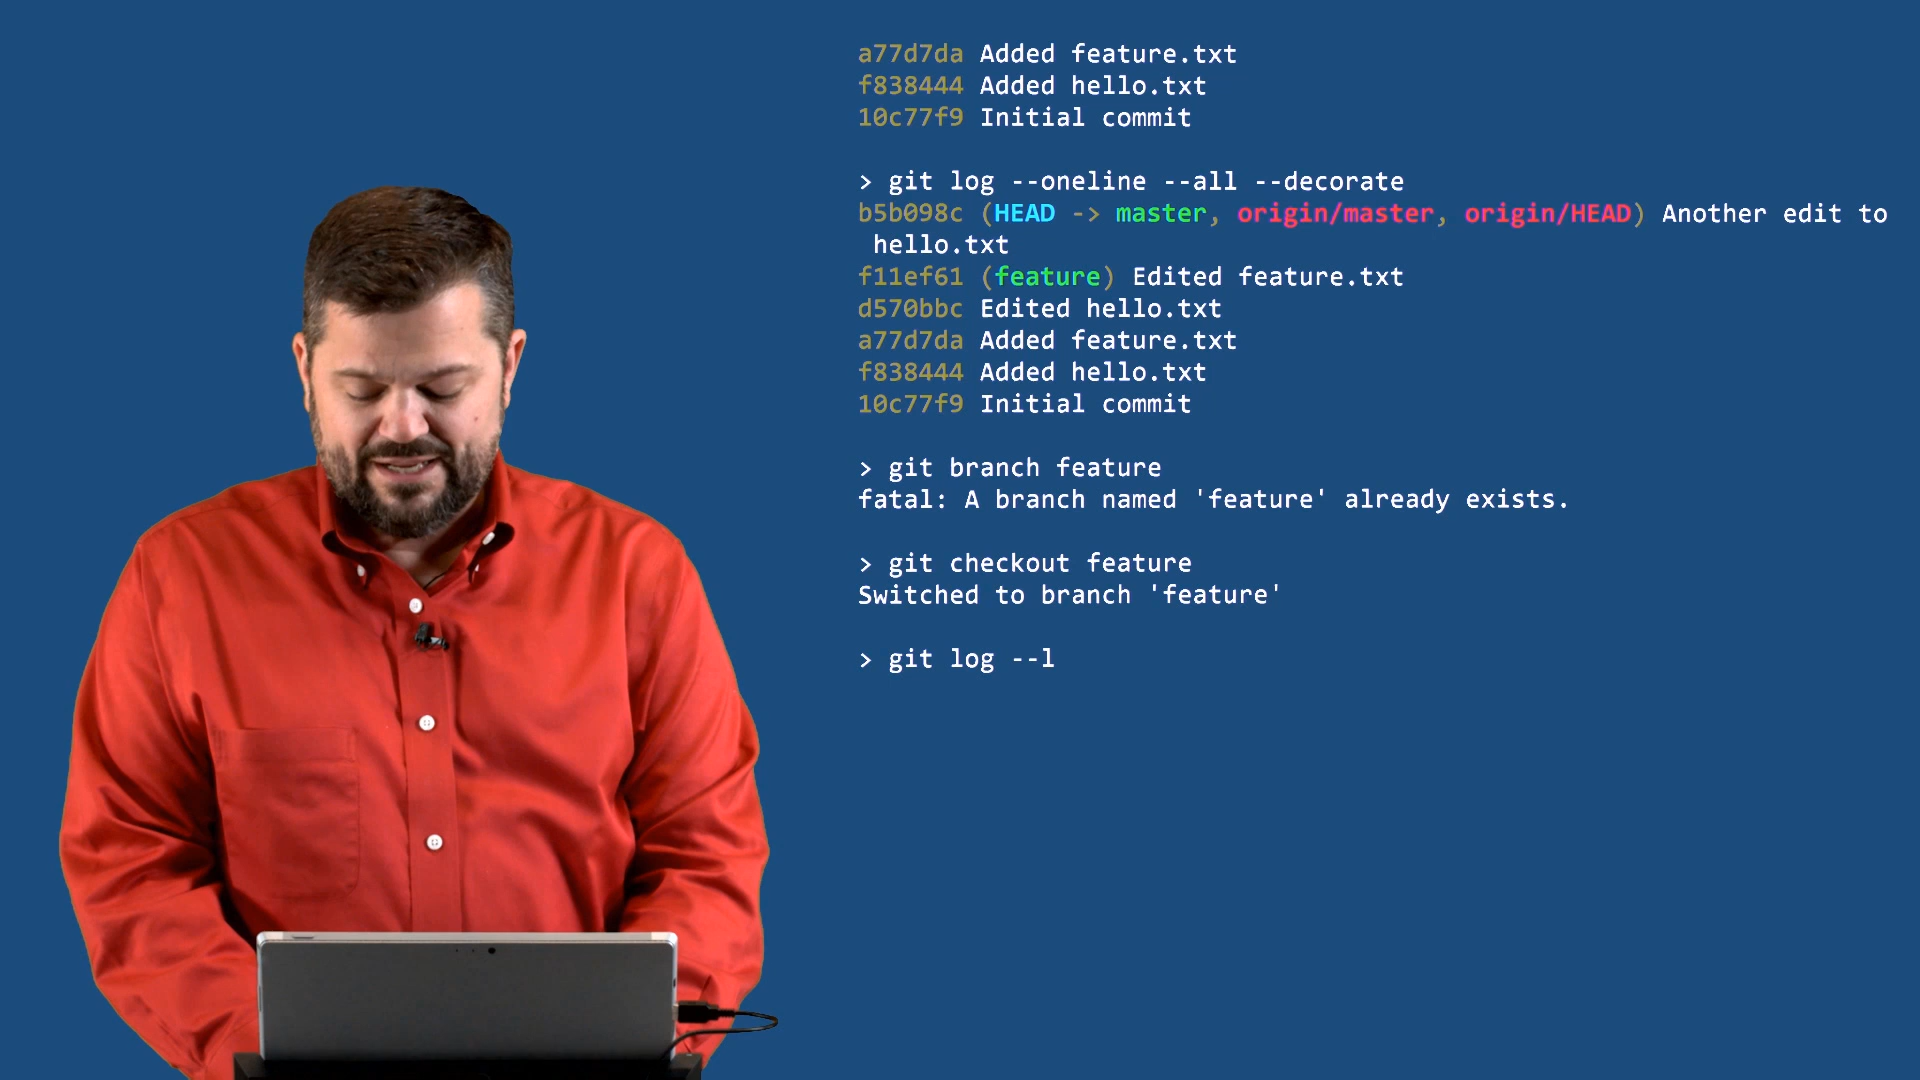 a77d7da Added feature.txt
f838444 Added hello.txt
10c77f9 Initial commit
> git log --oneline --all --decorate
b5b098c (HEAD -> master, origin/master, origin/HEAD) Another edit to
hello.txt
f11ef61 (feature) Edited feature.txt
d570bbc Edited hello.txt
a77d7da Added feature.txt
f838444 Added hello.txt
10c77f9 Initial commit
> git branch feature
fatal: A branch named 'feature' already exists.
> git checkout feature
Switched to branch 'feature'
> git log --l